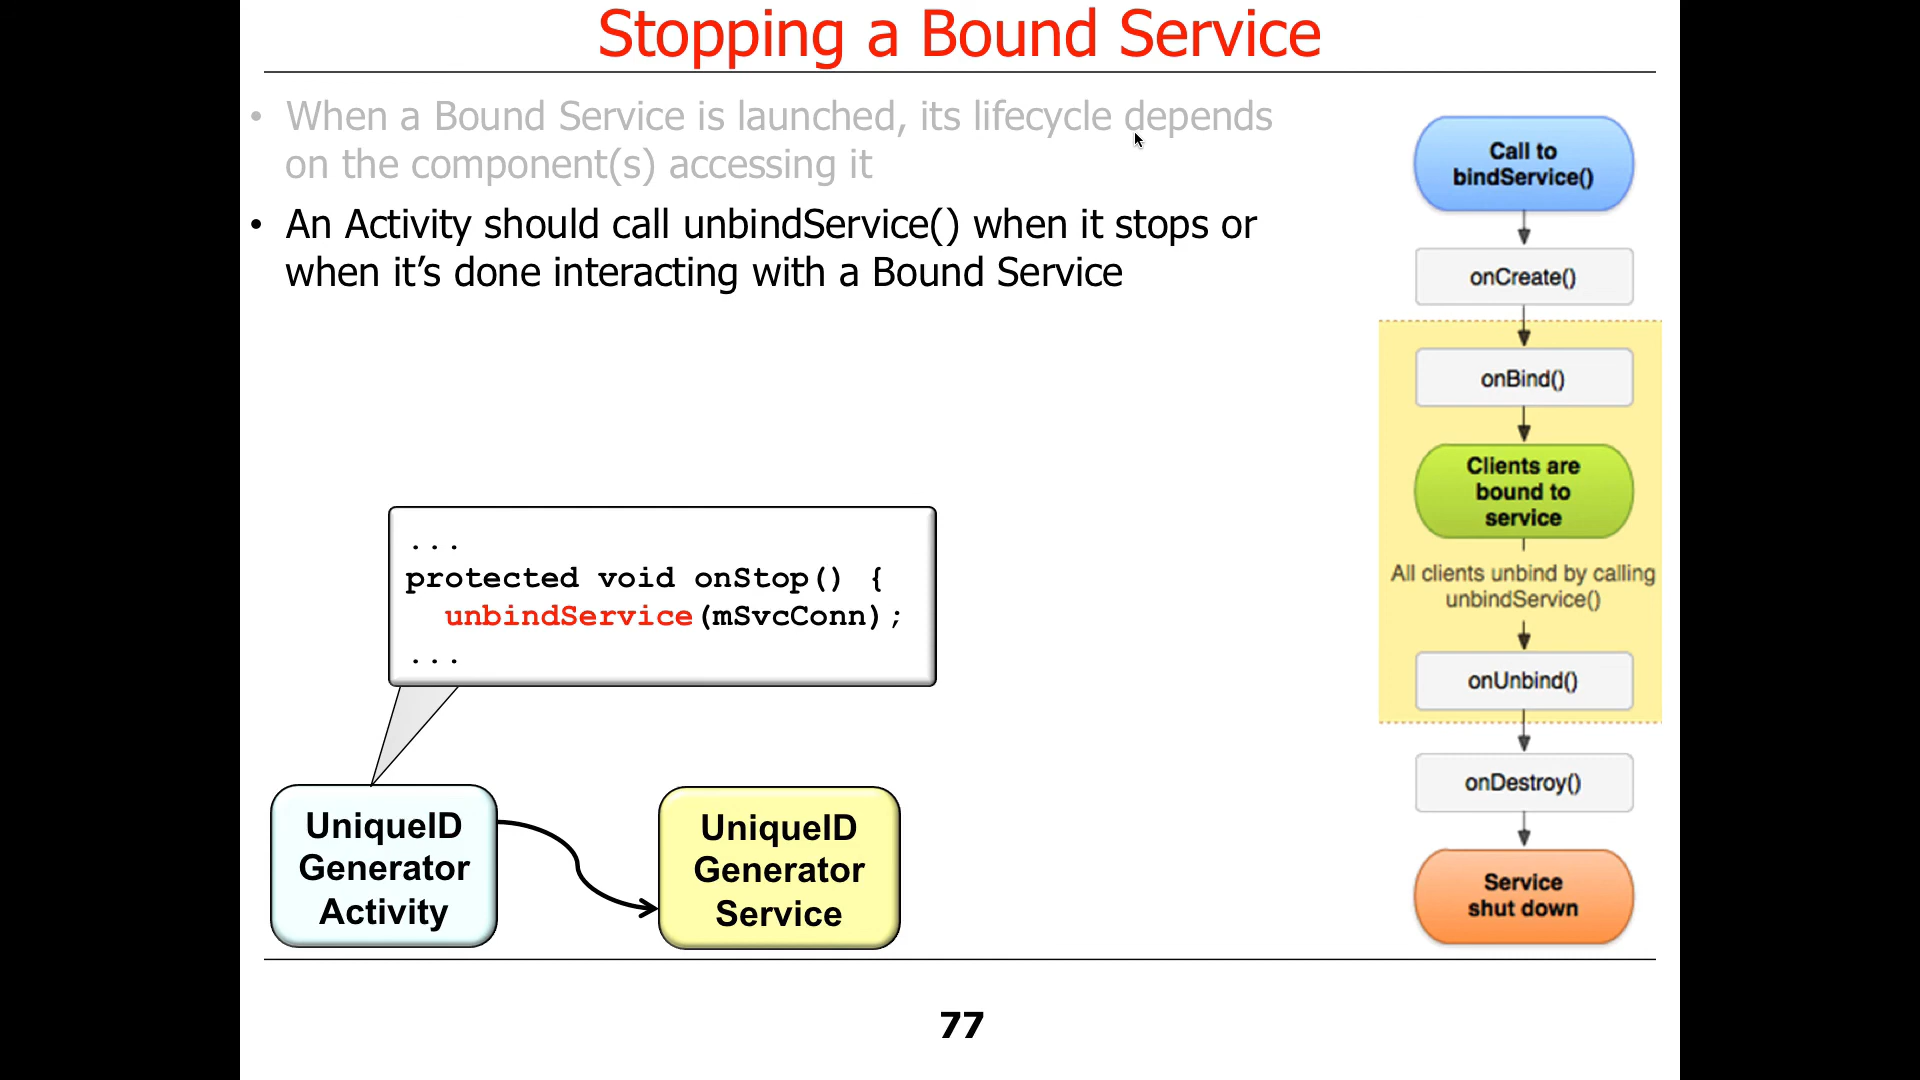 Stopping a Bound Service
• When a Bound Service is launched, its lifecycle depends
on the component(s) accessing it
• An Activity should call unbindService() when it stops or
when it’s done interacting with a Bound Service
...
protected void onStop() {
unbindService(mSvcConn);
...
UniqueID
Generator
Activity
UniqueID
Generator
Service
Call to
bindService()
onCreate()
onBind()
Clients are
bound to
service
All clients unbind by calling
unbindService()
onUnbind()
onDestroy()
Service
shut down
77